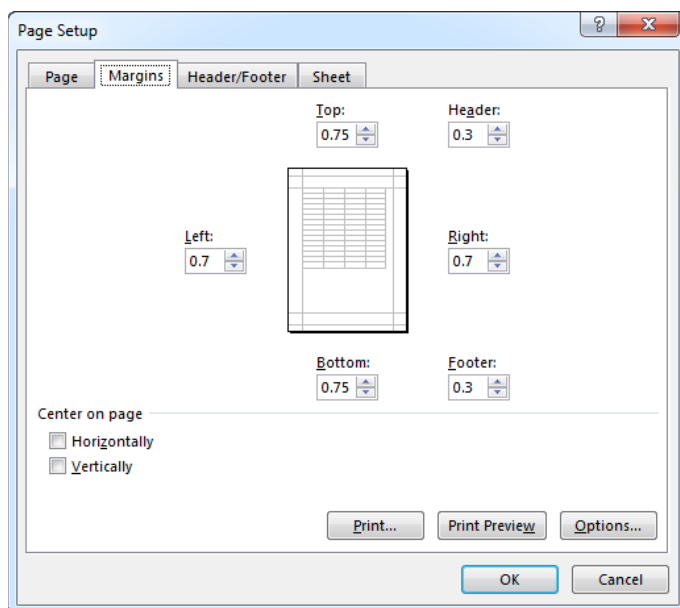 Page Setup
Page Margins Header/Footer Sheet
Top: Header:
0.75 0.3
Left: Right:
0.7 0.7
Bottom: Footer:
0.75 0.3
Center on page
Horizontally
Vertically
Print... Print Preview Options...
OK Cancel